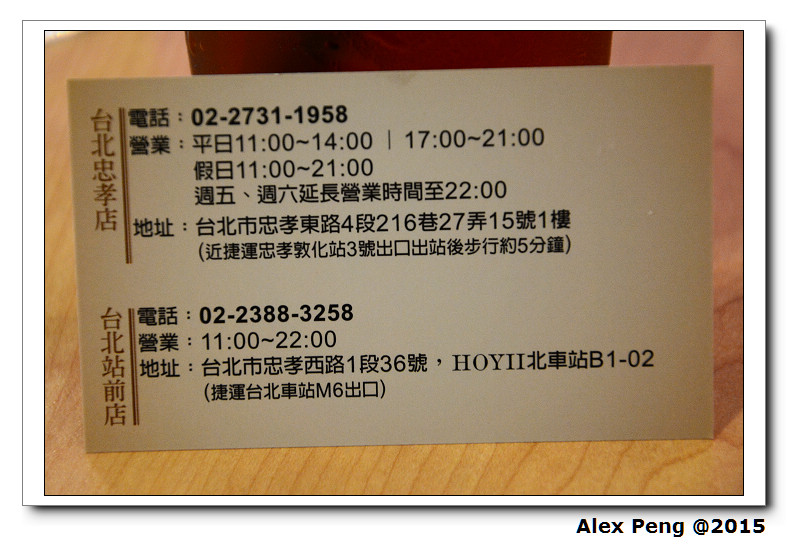 台北忠孝店
電話：02-2731-1958
營業：平日11:00~14:00 | 17:00~21:00
假日11:00~21:00
週五、週六延長營業時間至22:00
地址：台北市忠孝東路4段216巷27弄15號1樓
(近捷運忠孝敦化站3號出口出站後步行約5分鐘)
台北站前店
電話：02-2388-3258
營業：11:00~22:00
地址：台北市忠孝西路1段36號，HOYII北車站B1-02
(捷運台北車站M6出口)
Alex Peng @2015